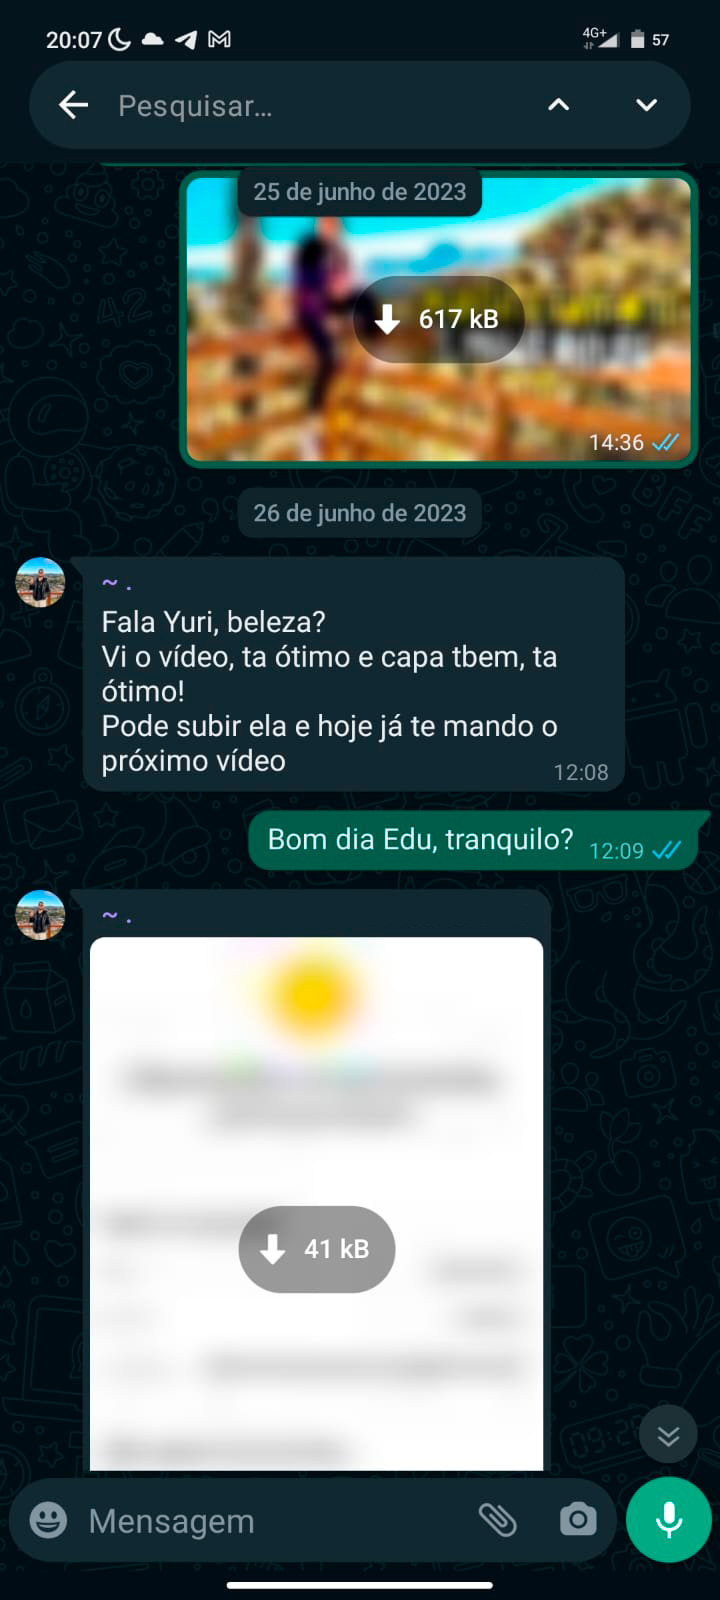 20:07
4G+
57
Pesquisar...
25 de junho de 2023
617 kB
14:36
26 de junho de 2023
~ .
Fala Yuri, beleza?
Vi o vídeo, ta ótimo e capa tbem, ta
ótimo!
Pode subir ela e hoje já te mando o
próximo vídeo
12:08
Bom dia Edu, tranquilo?
12:09
~ .
41 kB
Mensagem